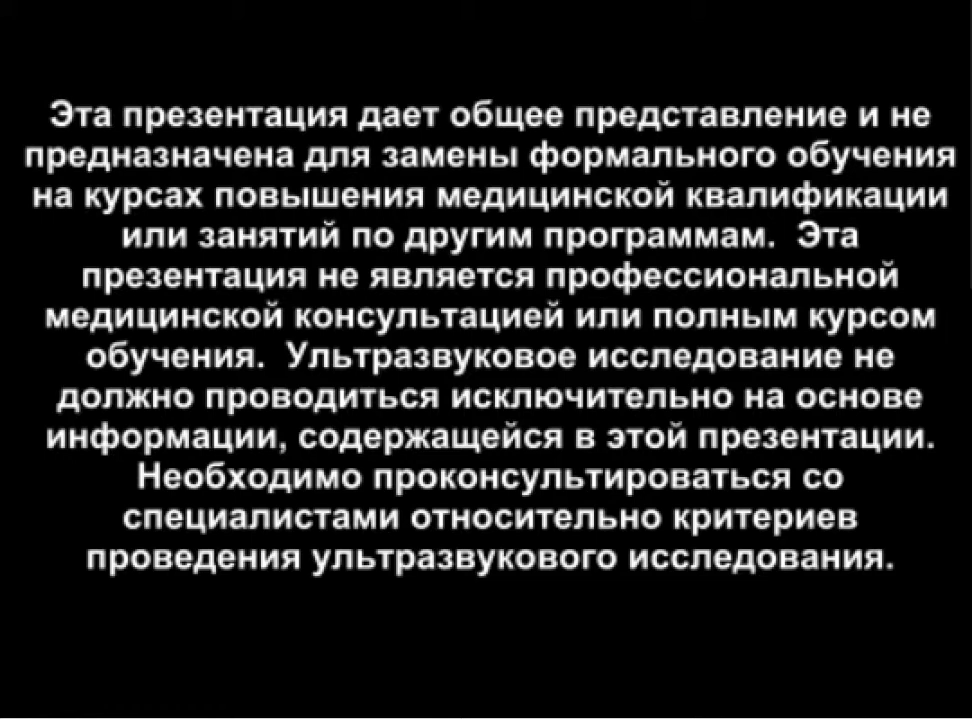 Эта презентация дает общее представление и не
предназначена для замены формального обучения
на курсах повышения медицинской квалификации
или занятий по другим программам.  Эта
презентация не является профессиональной
медицинской консультацией или полным курсом
обучения.  Ультразвуковое исследование не
должно проводиться исключительно на основе
информации, содержащейся в этой презентации.
Необходимо проконсультироваться со
специалистами относительно критериев
проведения ультразвукового исследования.